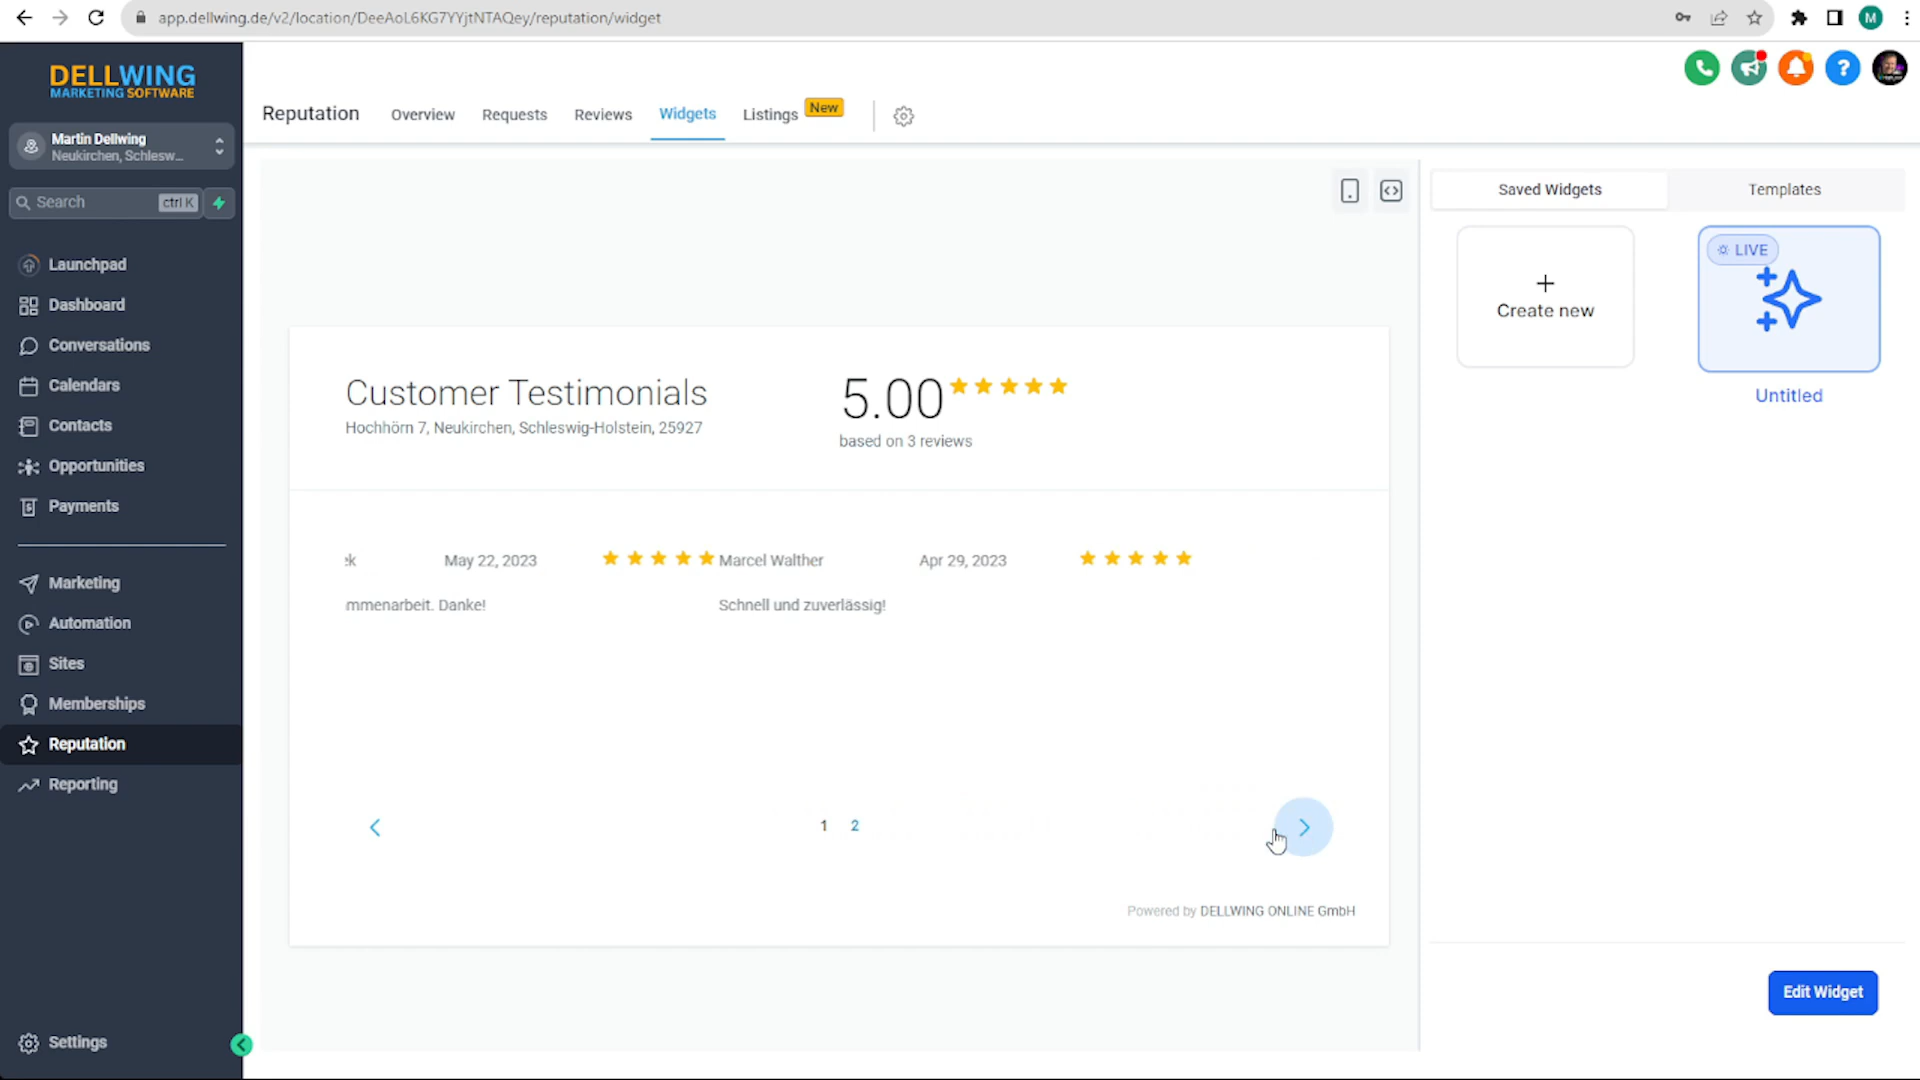 app.dellwing.de/v2/location/DeeAoL6KG7YYjtNTAQey/reputation/widget
M
DELLWING
MARKETING SOFTWARE
Martin Dellwing
Neukirchen, Schlesw...
Search
ctrl K
Launchpad
Dashboard
Conversations
Calendars
Contacts
Opportunities
Payments
Marketing
Automation
Sites
Memberships
Reputation
Reporting
Settings
Reputation
Overview
Requests
Reviews
Widgets
Listings
New
Customer Testimonials
Hochhörn 7, Neukirchen, Schleswig-Holstein, 25927
5.00
based on 3 reviews
ek
May 22, 2023
Marcel Walther
Apr 29, 2023
mmenarbeit. Danke!
Schnell und zuverlässig!
1
2
Powered by DELLWING ONLINE GmbH
Saved Widgets
Templates
+
Create new
LIVE
Untitled
Edit Widget